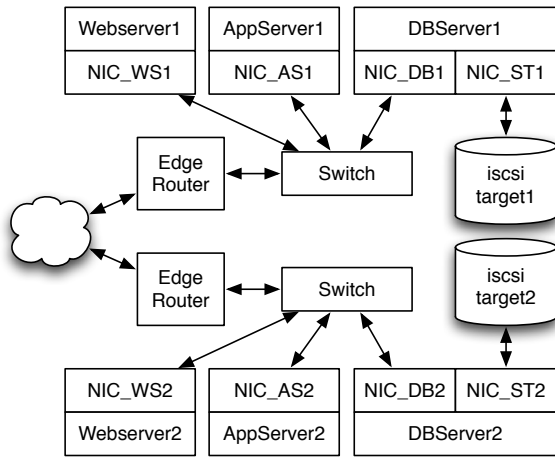 Webserver1
AppServer1
DBServer1
NIC_WS1
NIC_AS1
NIC_DB1
NIC_ST1
Edge
Router
Switch
iscsi
target1
Edge
Router
Switch
iscsi
target2
NIC_WS2
NIC_AS2
NIC_DB2
NIC_ST2
Webserver2
AppServer2
DBServer2